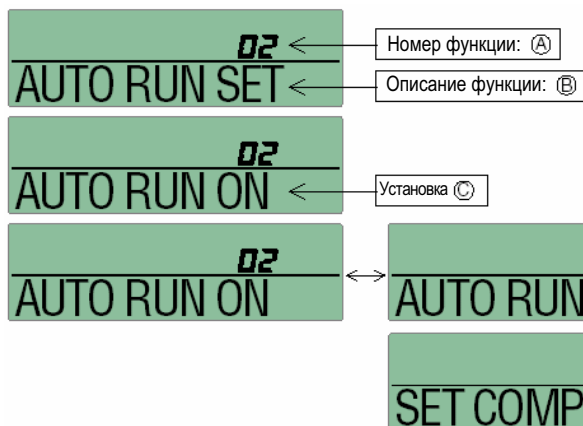 02
Номер функции: Ⓐ
AUTO RUN SET
Описание функции: Ⓑ
02
AUTO RUN ON
Установка Ⓒ
02
AUTO RUN ON
AUTO RUN
SET COMP